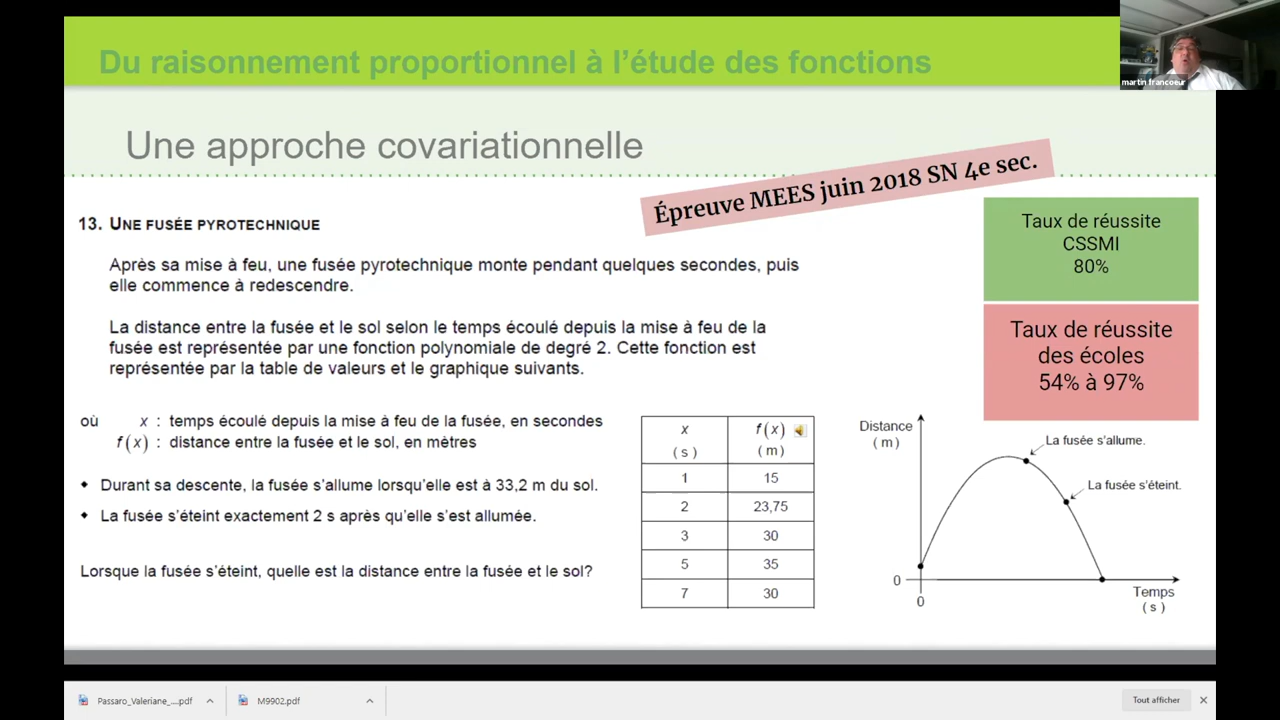 Du raisonnement proportionnel à l'étude des fonctions
martin francoeur
Une approche covariationnelle
Épreuve MEES juin 2018 SN 4e sec.
13. UNE FUSÉE PYROTECHNIQUE
Après sa mise à feu, une fusée pyrotechnique monte pendant quelques secondes, puis
elle commence à redescendre.
La distance entre la fusée et le sol selon le temps écoulé depuis la mise à feu de la
fusée est représentée par une fonction polynomiale de degré 2. Cette fonction est
représentée par la table de valeurs et le graphique suivants.
Taux de réussite
CSSMI
80%
Taux de réussite
des écoles
54% à 97%
où x : temps écoulé depuis la mise à feu de la fusée, en secondes
f(x) : distance entre la fusée et le sol, en mètres
• Durant sa descente, la fusée s'allume lorsqu'elle est à 33,2 m du sol.
• La fusée s'éteint exactement 2 s après qu'elle s'est allumée.
Lorsque la fusée s'éteint, quelle est la distance entre la fusée et le sol?
x f(x)
(s) (m)
1 15
2 23,75
3 30
5 35
7 30
Distance
(m)
La fusée s'allume.
La fusée s'éteint.
0
0
Temps
(s)
Passaro_Valeriane_....pdf
M9902.pdf
Tout afficher